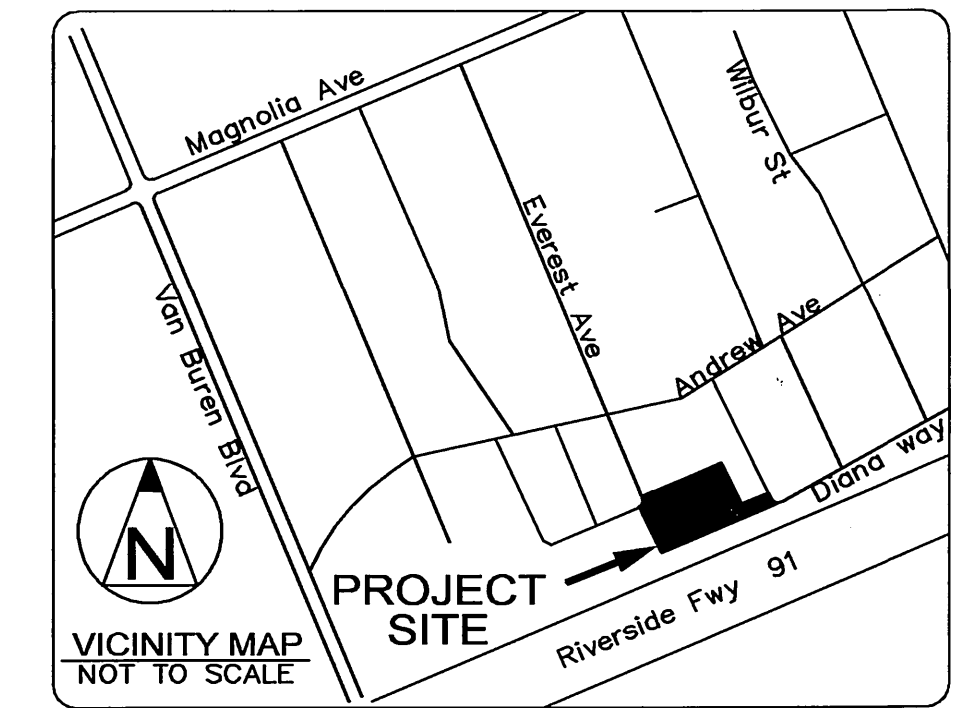 Magnolia Ave
Wilbur St
Everest Ave
Van Buren Blvd
Andrew Ave
Diana way
N
PROJECT
SITE
Riverside Fwy 91
VICINITY MAP
NOT TO SCALE